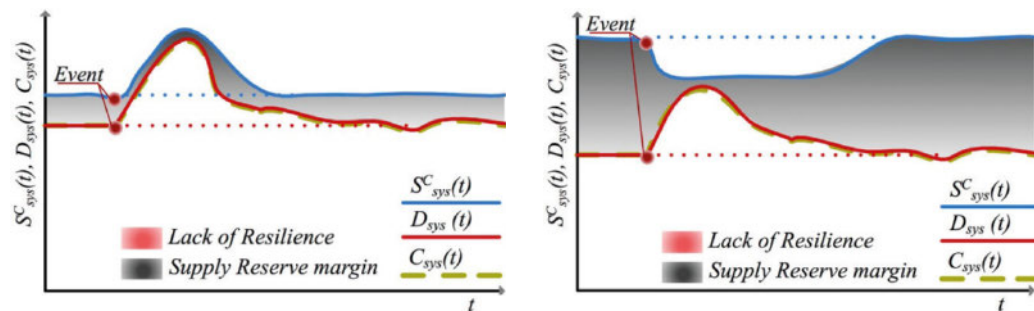 S^C_sys(t), D_sys(t), C_sys(t)
Event
S^C_sys(t)
D_sys (t)
C_sys(t)
Lack of Resilience
Supply Reserve margin
t
S^C_sys(t), D_sys(t), C_sys(t)
Event
S^C_sys(t)
D_sys (t)
C_sys(t)
Lack of Resilience
Supply Reserve margin
t